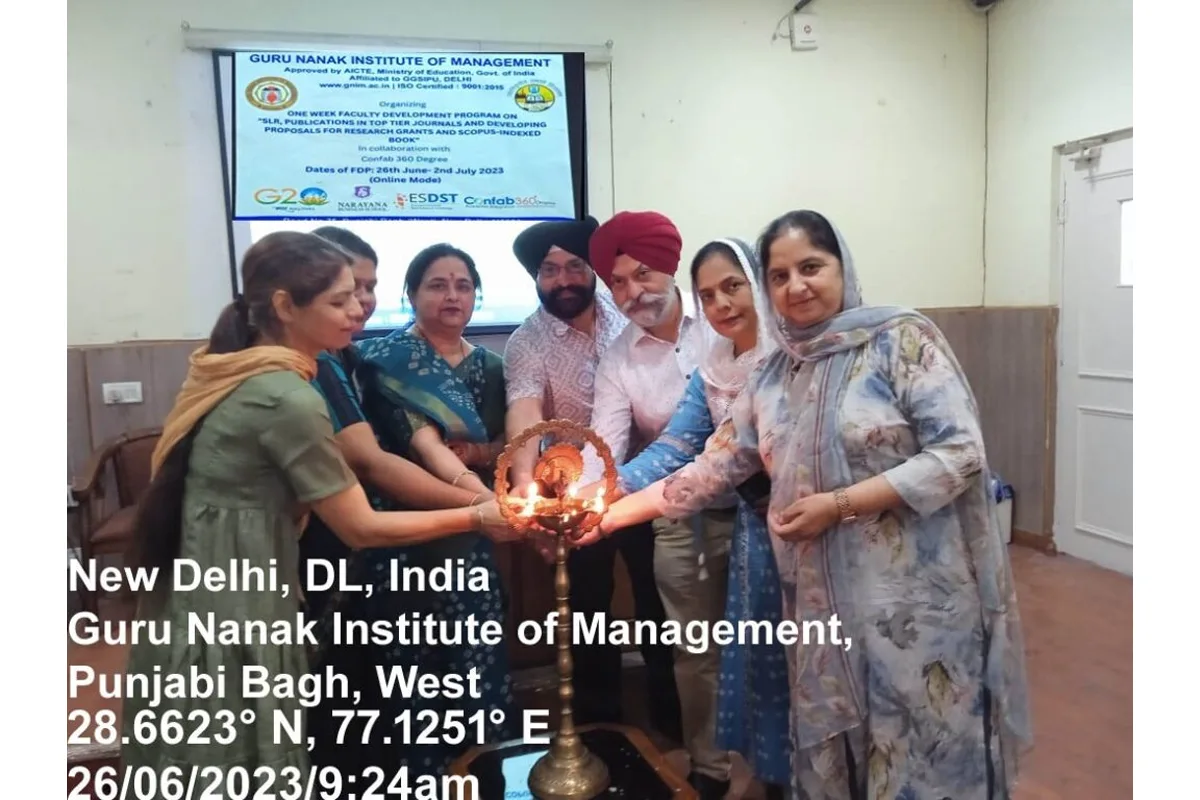 GURU NANAK INSTITUTE OF MANAGEMENT
Approved by AICTE, Ministry of Education, Govt. of India
Affiliated to GGSIPU, DELHI
www.gnim.ac.in | ISO Certified : 9001:2015
Organizing
ONE WEEK FACULTY DEVELOPMENT PROGRAM ON
"SLR, PUBLICATIONS IN TOP TIER JOURNALS AND DEVELOPING
PROPOSALS FOR RESEARCH GRANTS AND SCOPUS-INDEXED
BOOK"
In collaboration with
Confab 360 Degree
Dates of FDP: 26th June- 2nd July 2023
(Online Mode)
G20 NARAYANA ESDST Confab360
BUSINESS SCHOOL
New Delhi, DL, India
Guru Nanak Institute of Management,
Punjabi Bagh, West
28.6623° N, 77.1251° E
26/06/2023/9:24am